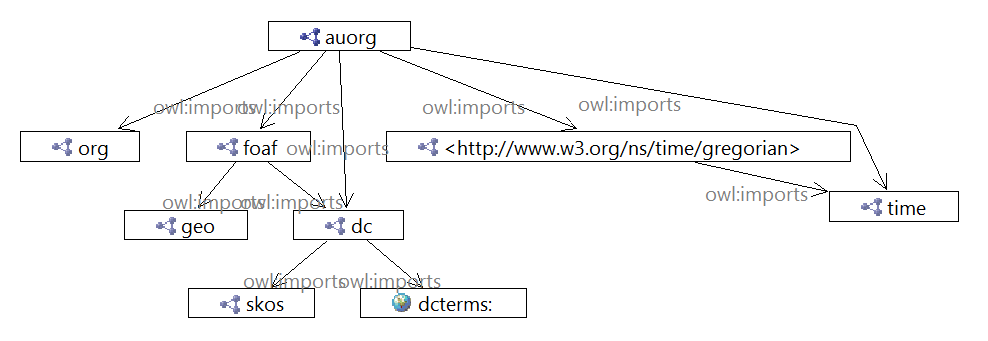 auorg
owl:imports owl:imports owl:imports owl:imports
org foaf owl:imports <http://www.w3.org/ns/time/gregorian>
owl:imports owl:imports owl:imports
geo dc time
owl:imports owl:imports
skos dcterms: